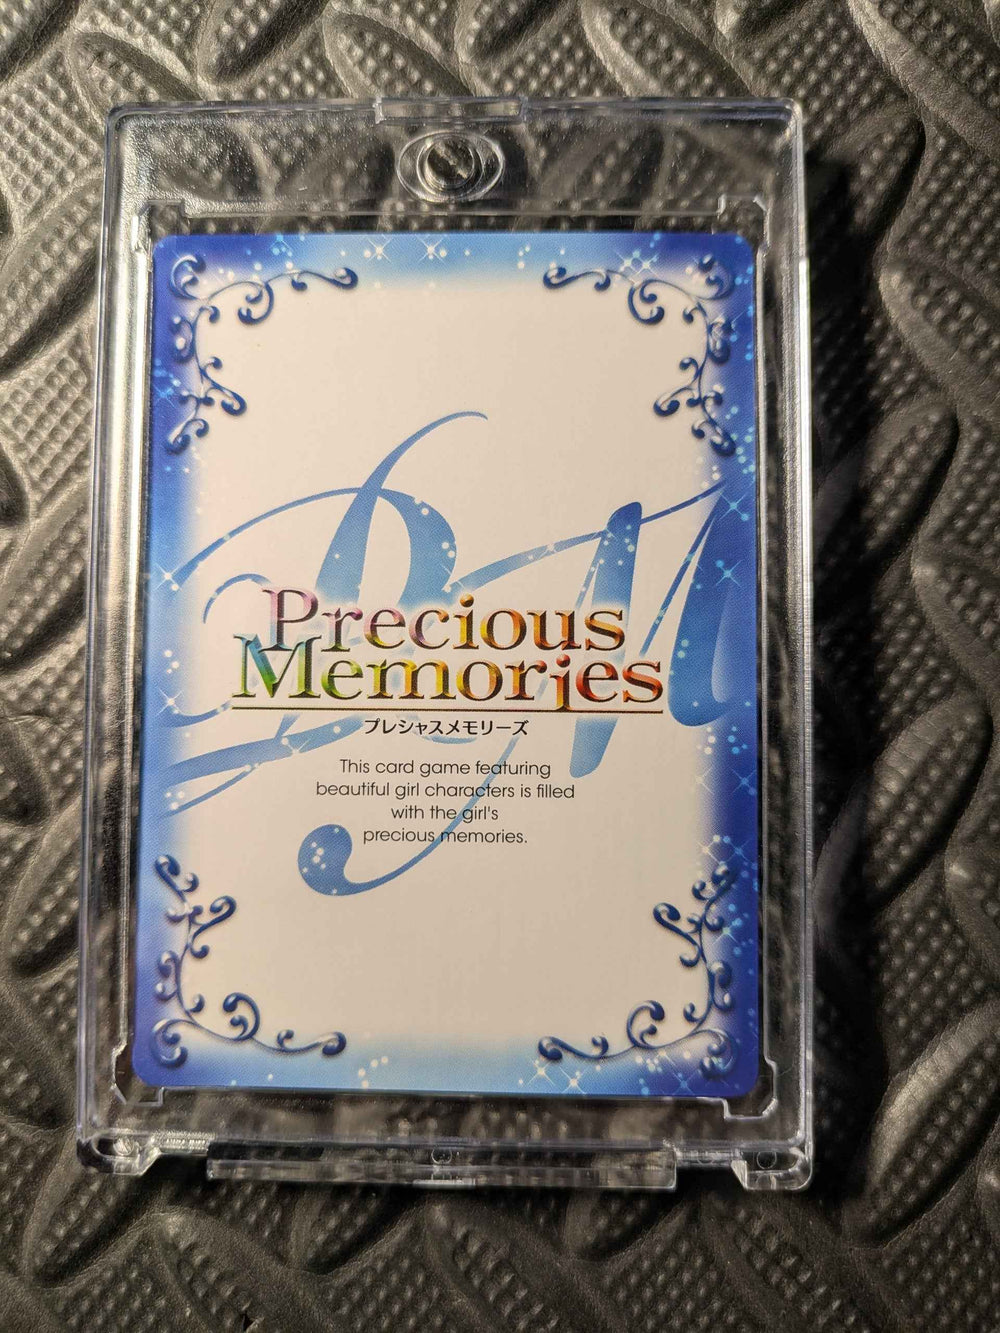 PM
Precious
Memories
プレシャスメモリーズ
This card game featuring
beautiful girl characters is filled
with the girl's
precious memories.